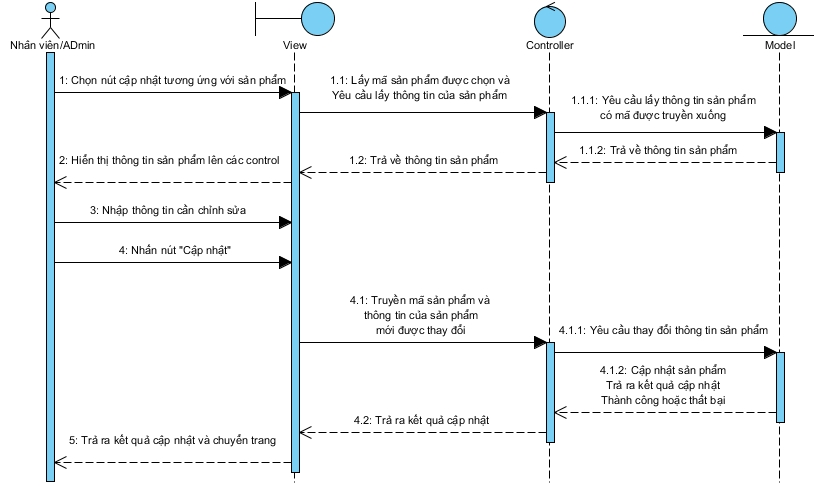 Nhân viên/ADmin
View
Controller
Model
1: Chọn nút cập nhật tương ứng với sản phẩm
1.1: Lấy mã sản phẩm được chọn và
Yêu cầu lấy thông tin của sản phẩm
1.1.1: Yêu cầu lấy thông tin sản phẩm
có mã được truyền xuống
1.1.2: Trả về thông tin sản phẩm
1.2: Trả về thông tin sản phẩm
2: Hiển thị thông tin sản phẩm lên các control
3: Nhập thông tin cần chỉnh sửa
4: Nhấn nút "Cập nhật"
4.1: Truyền mã sản phẩm và
thông tin của sản phẩm
mới được thay đổi
4.1.1: Yêu cầu thay đổi thông tin sản phẩm
4.1.2: Cập nhật sản phẩm
Trả ra kết quả cập nhật
Thành công hoặc thất bại
4.2: Trả ra kết quả cập nhật
5: Trả ra kết quả cập nhật và chuyển trang